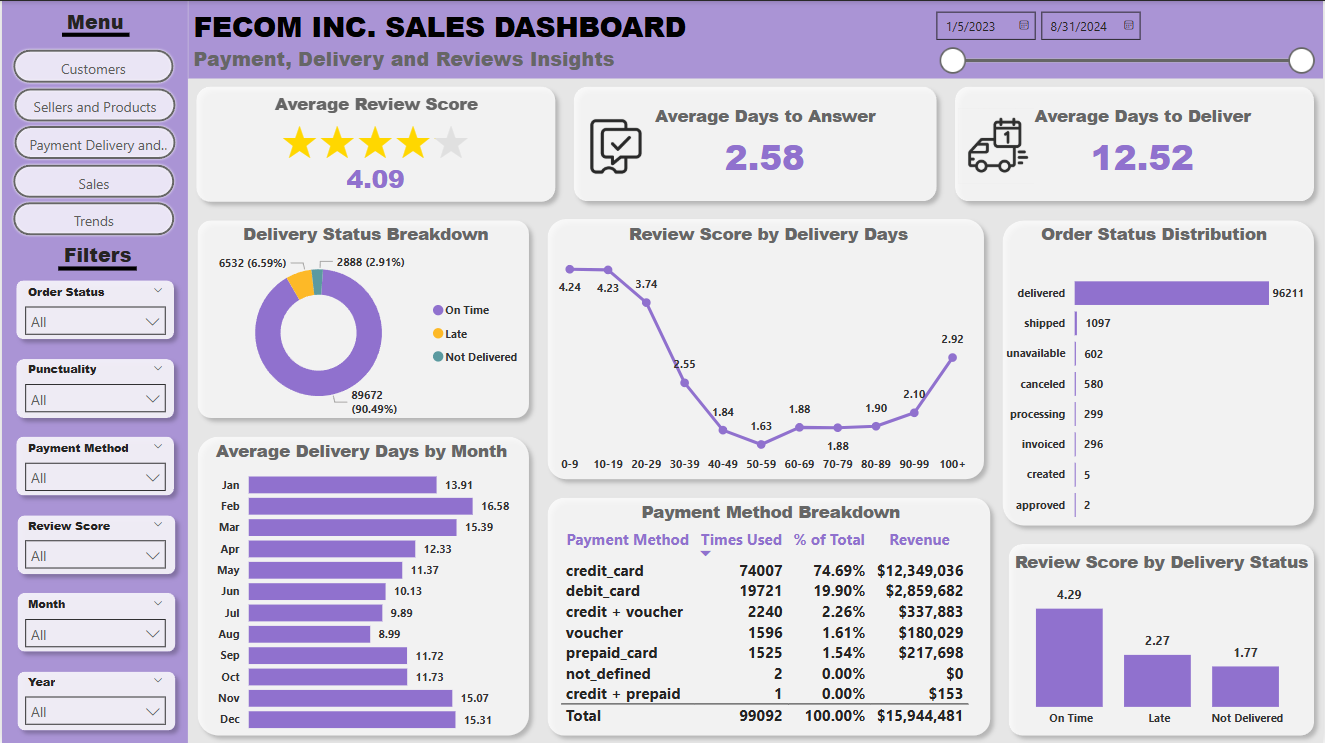 Menu
Customers
Sellers and Products
Payment Delivery and..
Sales
Trends
Filters
Order Status
All
Punctuality
All
Payment Method
All
Review Score
All
Month
All
Year
All
FECOM INC. SALES DASHBOARD
Payment, Delivery and Reviews Insights
1/5/2023
8/31/2024
Average Review Score
4.09
Average Days to Answer
2.58
1
Average Days to Deliver
12.52
Delivery Status Breakdown
6532 (6.59%)
2888 (2.91%)
89672
(90.49%)
On Time
Late
Not Delivered
Review Score by Delivery Days
4.24
4.23
3.74
2.55
1.84
1.63
1.88
1.88
1.90
2.10
2.92
0-9 10-19 20-29 30-39 40-49 50-59 60-69 70-79 80-89 90-99 100+
Order Status Distribution
delivered 96211
shipped 1097
unavailable 602
canceled 580
processing 299
invoiced 296
created 5
approved 2
Average Delivery Days by Month
Jan 13.91
Feb 16.58
Mar 15.39
Apr 12.33
May 11.37
Jun 10.13
Jul 9.89
Aug 8.99
Sep 11.72
Oct 11.73
Nov 15.07
Dec 15.31
Payment Method Breakdown
Payment Method Times Used % of Total Revenue
credit_card 74007 74.69% $12,349,036
debit_card 19721 19.90% $2,859,682
credit + voucher 2240 2.26% $337,883
voucher 1596 1.61% $180,029
prepaid_card 1525 1.54% $217,698
not_defined 2 0.00% $0
credit + prepaid 1 0.00% $153
Total 99092 100.00% $15,944,481
Review Score by Delivery Status
4.29
2.27
1.77
On Time Late Not Delivered